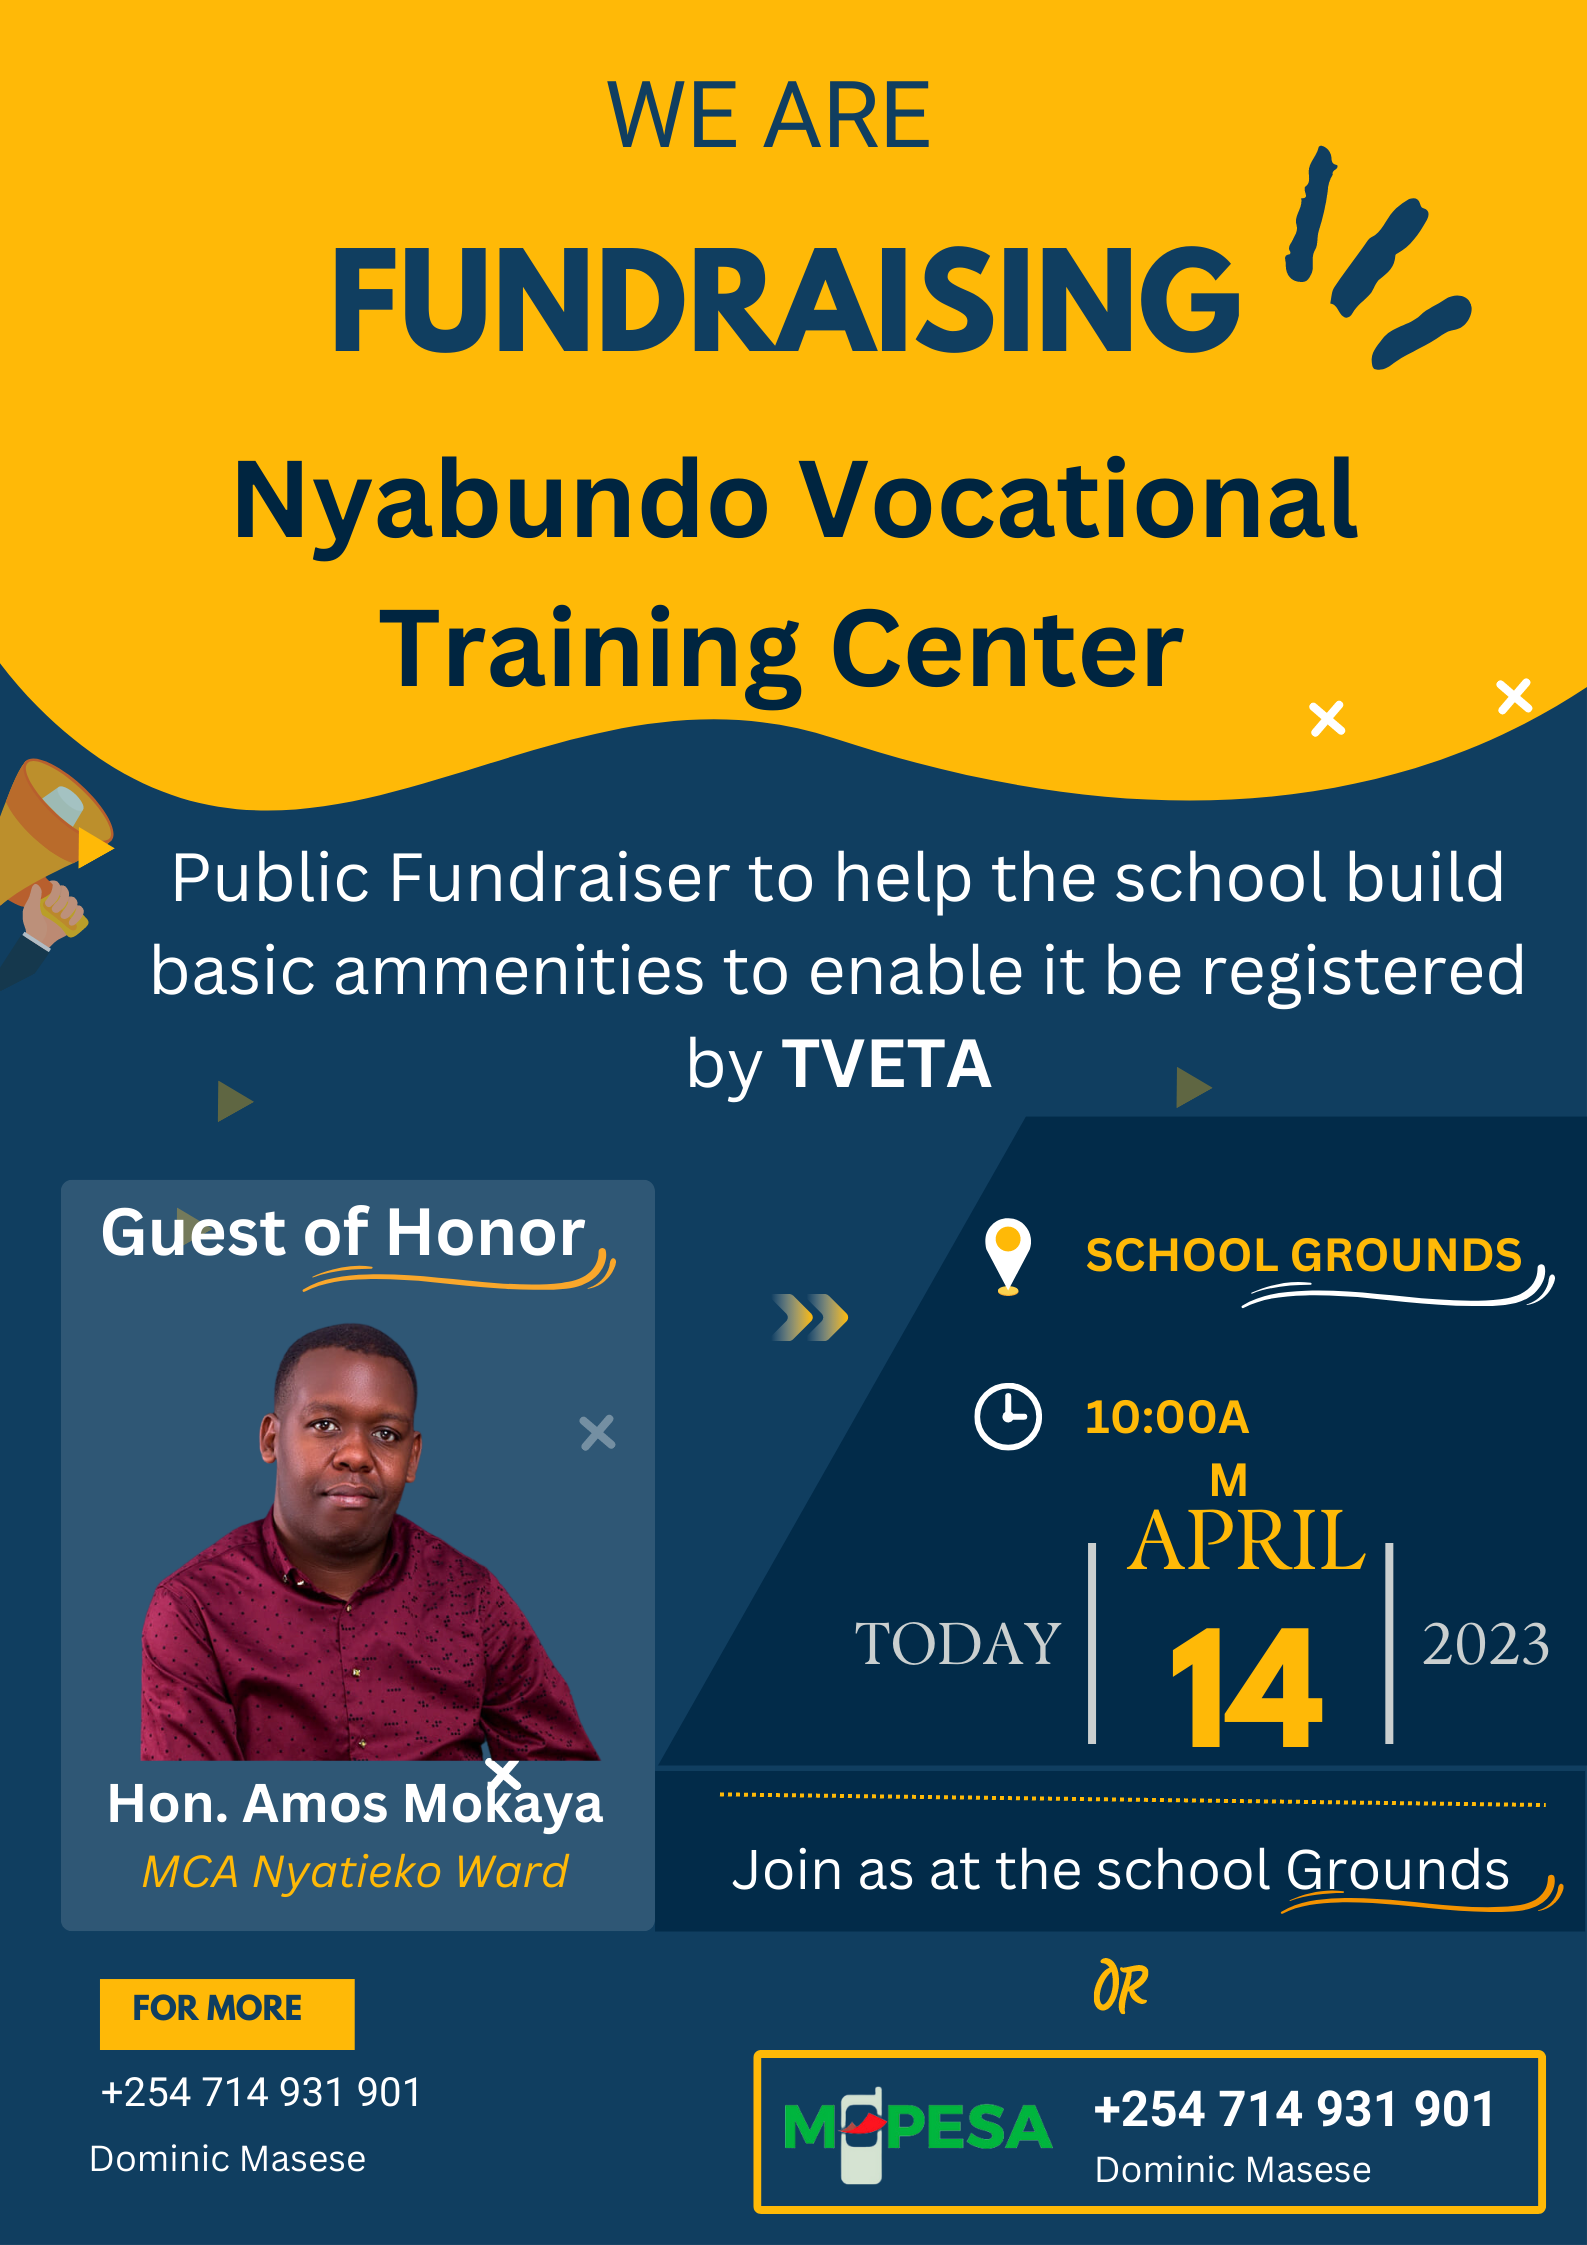 WE ARE
FUNDRAISING
Nyabundo Vocational
Training Center
Public Fundraiser to help the school build
basic ammenities to enable it be registered
by TVETA
Guest of Honor
Hon. Amos Mokaya
MCA Nyatieko Ward
SCHOOL GROUNDS
10:00A
M
APRIL
TODAY
14
2023
Join as at the school Grounds
OR
FOR MORE
+254 714 931 901
Dominic Masese
M PESA
+254 714 931 901
Dominic Masese